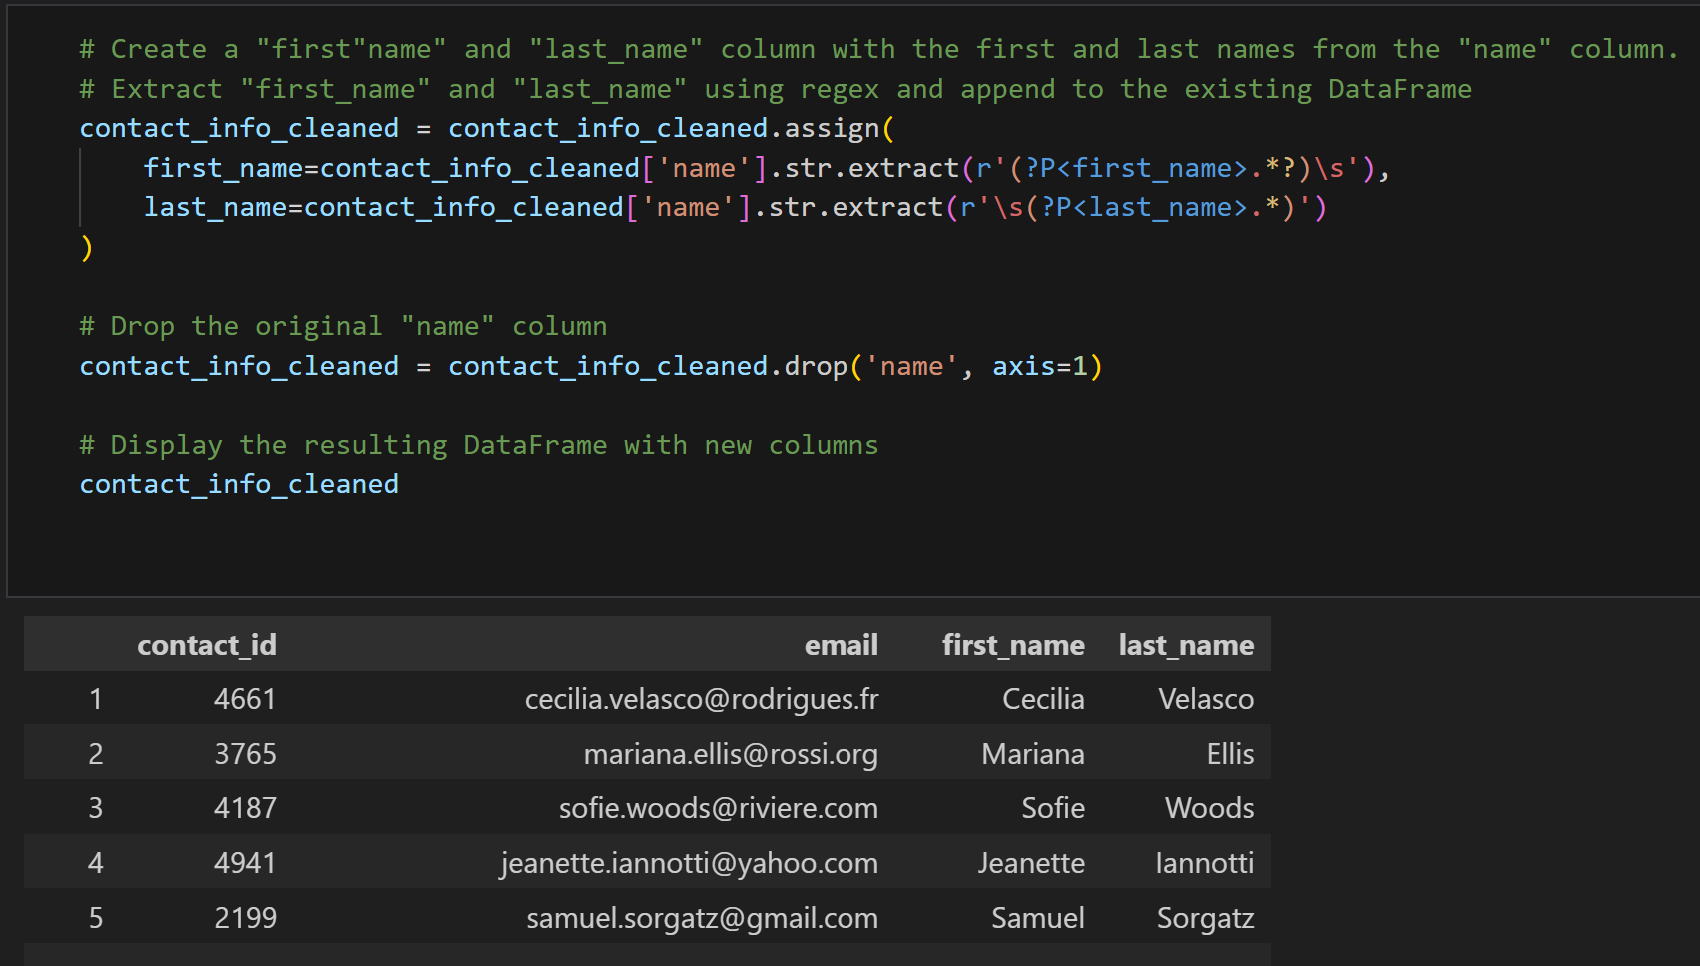 # Create a "first"name" and "last_name" column with the first and last names from the "name" column.
# Extract "first_name" and "last_name" using regex and append to the existing DataFrame
contact_info_cleaned = contact_info_cleaned.assign(
    first_name=contact_info_cleaned['name'].str.extract(r'(?P<first_name>.*?)\s'),
    last_name=contact_info_cleaned['name'].str.extract(r'\s(?P<last_name>.*)')
)
# Drop the original "name" column
contact_info_cleaned = contact_info_cleaned.drop('name', axis=1)
# Display the resulting DataFrame with new columns
contact_info_cleaned
contact_id email first_name last_name
1 4661 cecilia.velasco@rodrigues.fr Cecilia Velasco
2 3765 mariana.ellis@rossi.org Mariana Ellis
3 4187 sofie.woods@riviere.com Sofie Woods
4 4941 jeanette.iannotti@yahoo.com Jeanette Iannotti
5 2199 samuel.sorgatz@gmail.com Samuel Sorgatz